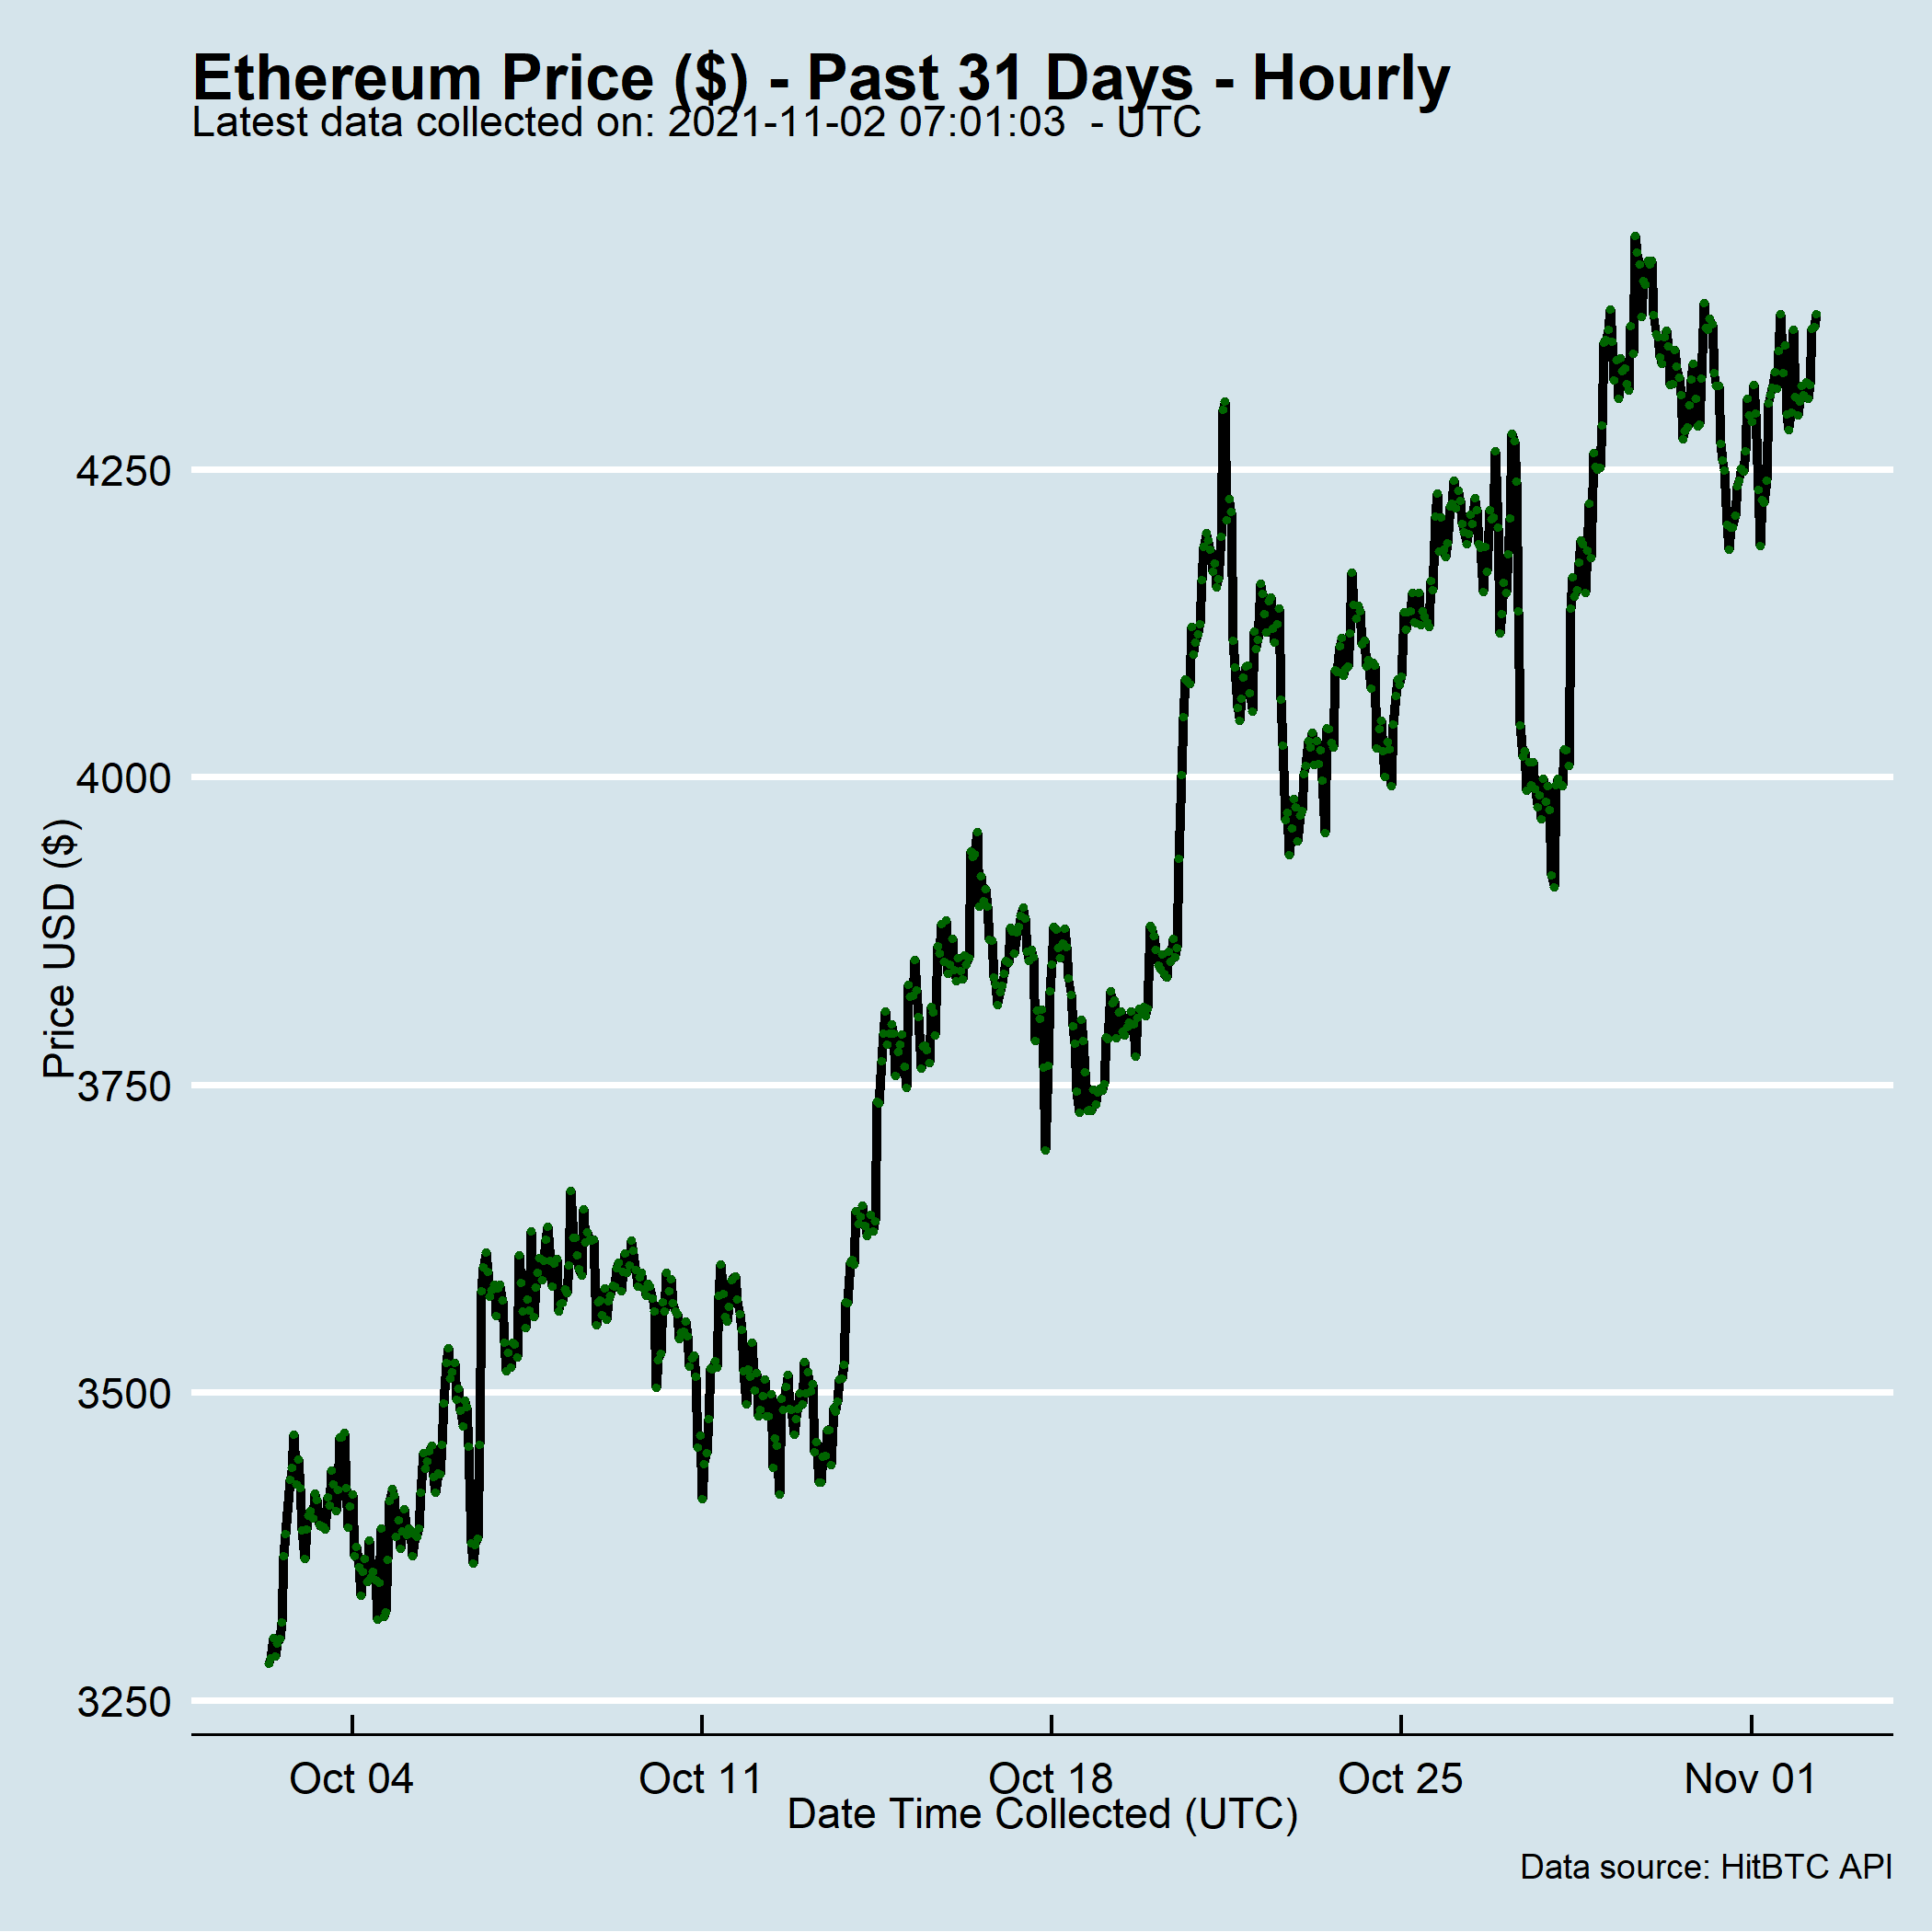 Ethereum Price ($) - Past 31 Days - Hourly
Latest data collected on: 2021-11-02 07:01:03  - UTC
Price USD ($)
4250
4000
3750
3500
3250
Oct 04 Oct 11 Oct 18 Oct 25 Nov 01
Date Time Collected (UTC)
Data source: HitBTC API